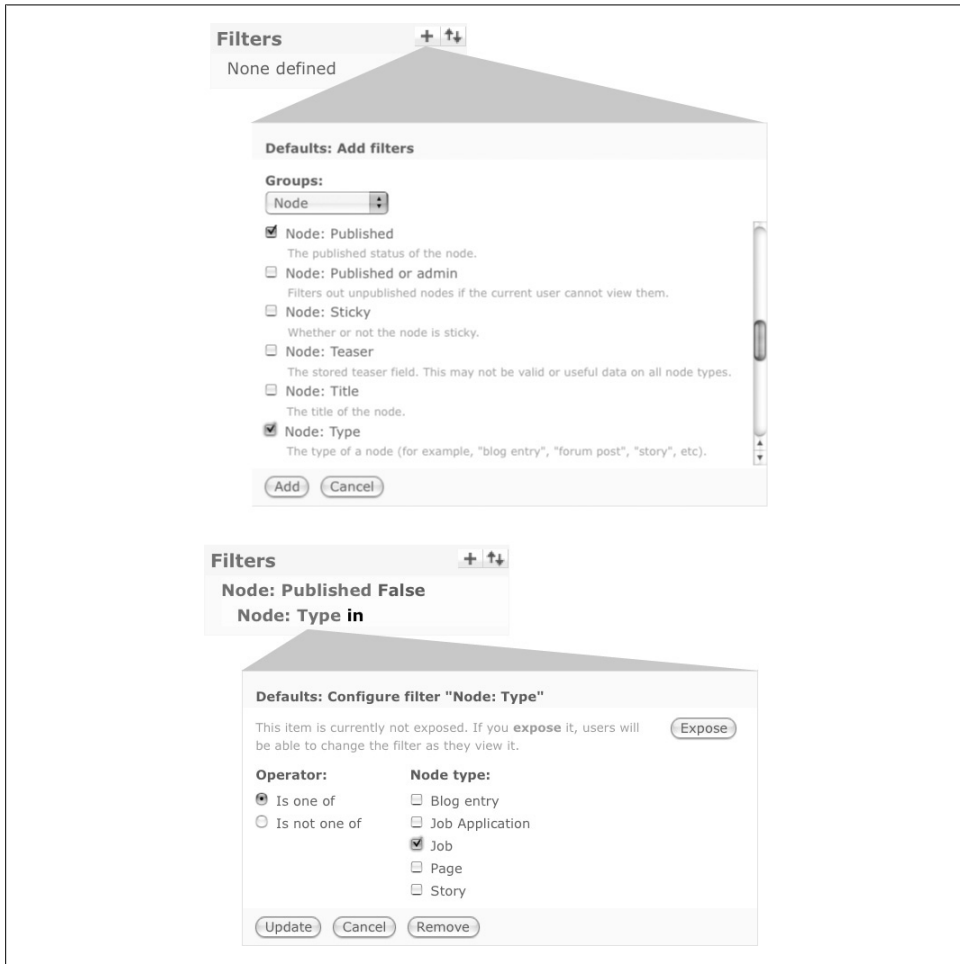 Filters
None defined
Defaults: Add filters
Groups:
Node
Node: Published
The published status of the node.
Node: Published or admin
Filters out unpublished nodes if the current user cannot view them.
Node: Sticky
Whether or not the node is sticky.
Node: Teaser
The stored teaser field. This may not be valid or useful data on all node types.
Node: Title
The title of the node.
Node: Type
The type of a node (for example, "blog entry", "forum post", "story", etc).
Add Cancel
Filters
Node: Published False
Node: Type in
Defaults: Configure filter "Node: Type"
This item is currently not exposed. If you expose it, users will
be able to change the filter as they view it.
Expose
Operator:
Is one of
Is not one of
Node type:
Blog entry
Job Application
Job
Page
Story
Update Cancel Remove